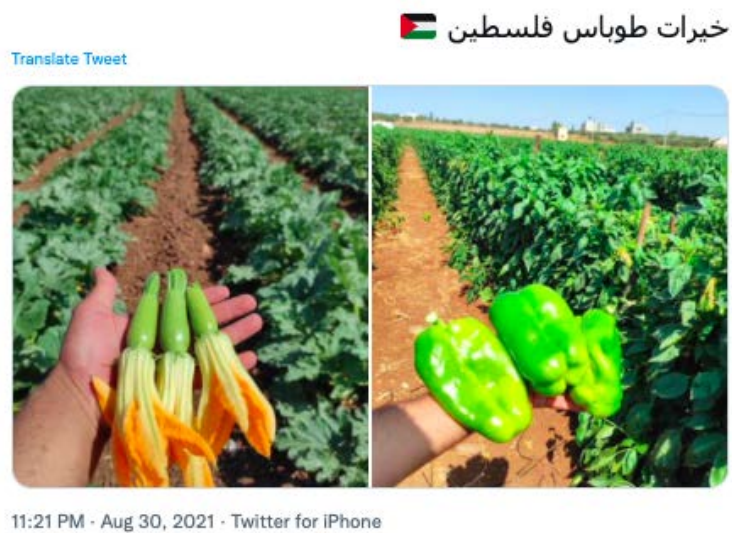 خيرات طوباس فلسطين 🇵🇸
Translate Tweet
11:21 PM · Aug 30, 2021 · Twitter for iPhone